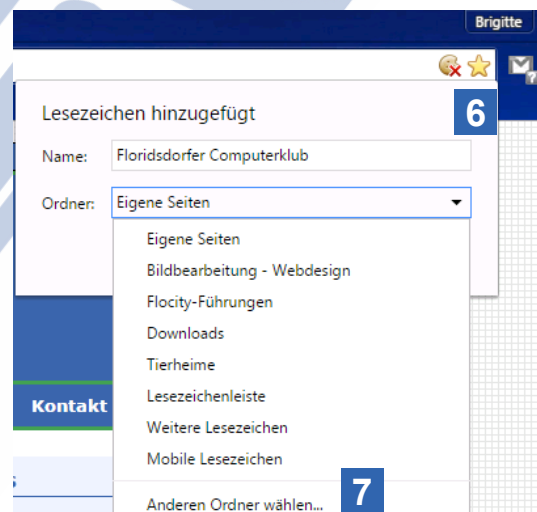 Brigitte
?
6
Lesezeichen hinzugefügt
Name: Floridsdorfer Computerklub
Ordner: Eigene Seiten
Eigene Seiten
Bildbearbeitung - Webdesign
Flocity-Führungen
Downloads
Tierheime
Lesezeichenleiste
Kontakt
Weitere Lesezeichen
Mobile Lesezeichen
s
7
Anderen Ordner wählen...